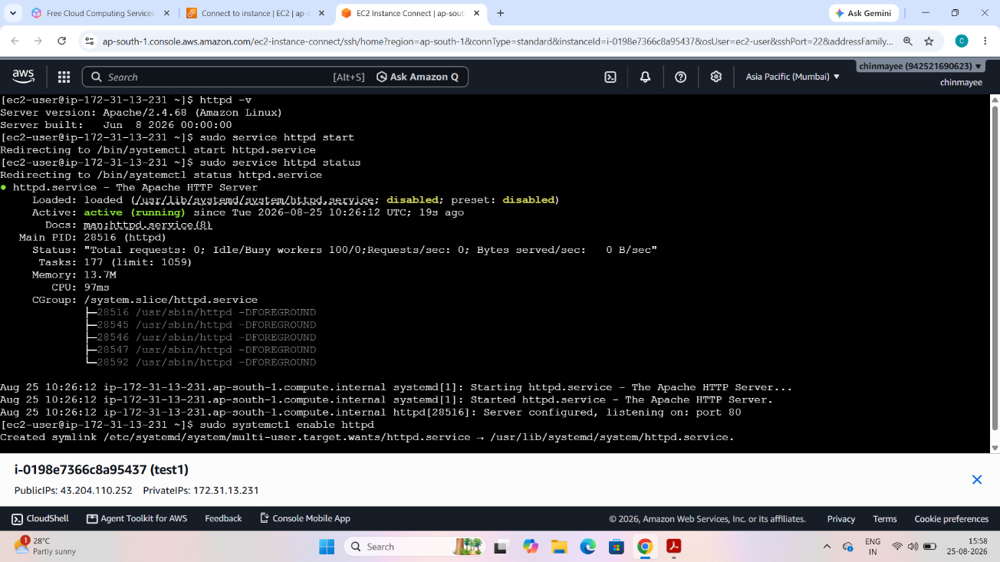 Free Cloud Computing Services
Connect to instance | EC2 | ap-s
EC2 Instance Connect | ap-sout
Ask Gemini
ap-south-1.console.aws.amazon.com/ec2-instance-connect/ssh/home?region=ap-south-1&connType=standard&instanceId=i-0198e7366c8a95437&osUser=ec2-user&sshPort=22&addressFamily...
C
aws
Search
[Alt+S]
Ask Amazon Q
Asia Pacific (Mumbai) ▼
chinmayee (942521690623) ▼
chinmayee
[ec2-user@ip-172-31-13-231 ~]$ httpd -v
Server version: Apache/2.4.68 (Amazon Linux)
Server built:   Jun  8 2026 00:00:00
[ec2-user@ip-172-31-13-231 ~]$ sudo service httpd start
Redirecting to /bin/systemctl start httpd.service
[ec2-user@ip-172-31-13-231 ~]$ sudo service httpd status
Redirecting to /bin/systemctl status httpd.service
● httpd.service - The Apache HTTP Server
     Loaded: loaded (/usr/lib/systemd/system/httpd.service; disabled; preset: disabled)
     Active: active (running) since Tue 2026-08-25 10:26:12 UTC; 19s ago
       Docs: man:httpd.service(8)
   Main PID: 28516 (httpd)
     Status: "Total requests: 0; Idle/Busy workers 100/0;Requests/sec: 0; Bytes served/sec:   0 B/sec"
      Tasks: 177 (limit: 1059)
     Memory: 13.7M
        CPU: 97ms
     CGroup: /system.slice/httpd.service
             ├─28516 /usr/sbin/httpd -DFOREGROUND
             ├─28545 /usr/sbin/httpd -DFOREGROUND
             ├─28546 /usr/sbin/httpd -DFOREGROUND
             ├─28547 /usr/sbin/httpd -DFOREGROUND
             └─28592 /usr/sbin/httpd -DFOREGROUND
Aug 25 10:26:12 ip-172-31-13-231.ap-south-1.compute.internal systemd[1]: Starting httpd.service - The Apache HTTP Server...
Aug 25 10:26:12 ip-172-31-13-231.ap-south-1.compute.internal systemd[1]: Started httpd.service - The Apache HTTP Server.
Aug 25 10:26:12 ip-172-31-13-231.ap-south-1.compute.internal httpd[28516]: Server configured, listening on: port 80
[ec2-user@ip-172-31-13-231 ~]$ sudo systemctl enable httpd
Created symlink /etc/systemd/system/multi-user.target.wants/httpd.service → /usr/lib/systemd/system/httpd.service.
i-0198e7366c8a95437 (test1)
PublicIPs: 43.204.110.252    PrivateIPs: 172.31.13.231
CloudShell
Agent Toolkit for AWS
Feedback
Console Mobile App
© 2026, Amazon Web Services, Inc. or its affiliates.
Privacy
Terms
Cookie preferences
1
28°C
Partly sunny
Search
ENG
IN
15:58
25-08-2026